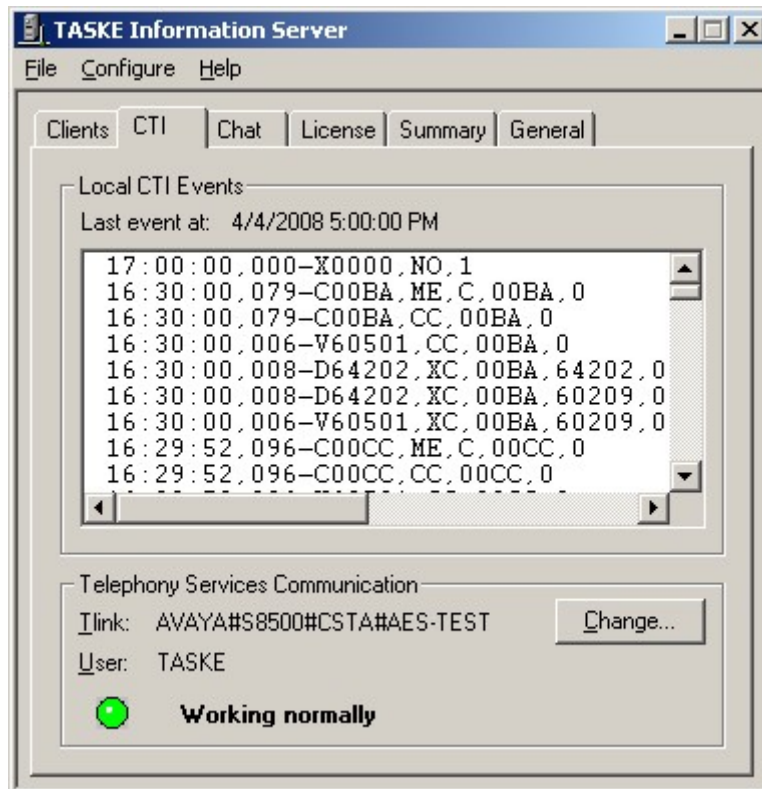 TASKE Information Server
File Configure Help
Clients CTI Chat License Summary General
Local CTI Events
Last event at: 4/4/2008 5:00:00 PM
17:00:00,000-X0000,NO,1
16:30:00,079-C00BA,ME,C,00BA,0
16:30:00,079-C00BA,CC,00BA,0
16:30:00,006-V60501,CC,00BA,0
16:30:00,008-D64202,XC,00BA,64202,0
16:30:00,008-D64202,XC,00BA,60209,0
16:30:00,006-V60501,XC,00BA,60209,0
16:29:52,096-C00CC,ME,C,00CC,0
16:29:52,096-C00CC,CC,00CC,0
Telephony Services Communication
Tlink: AVAYA#S8500#CSTA#AES-TEST Change...
User: TASKE
Working normally